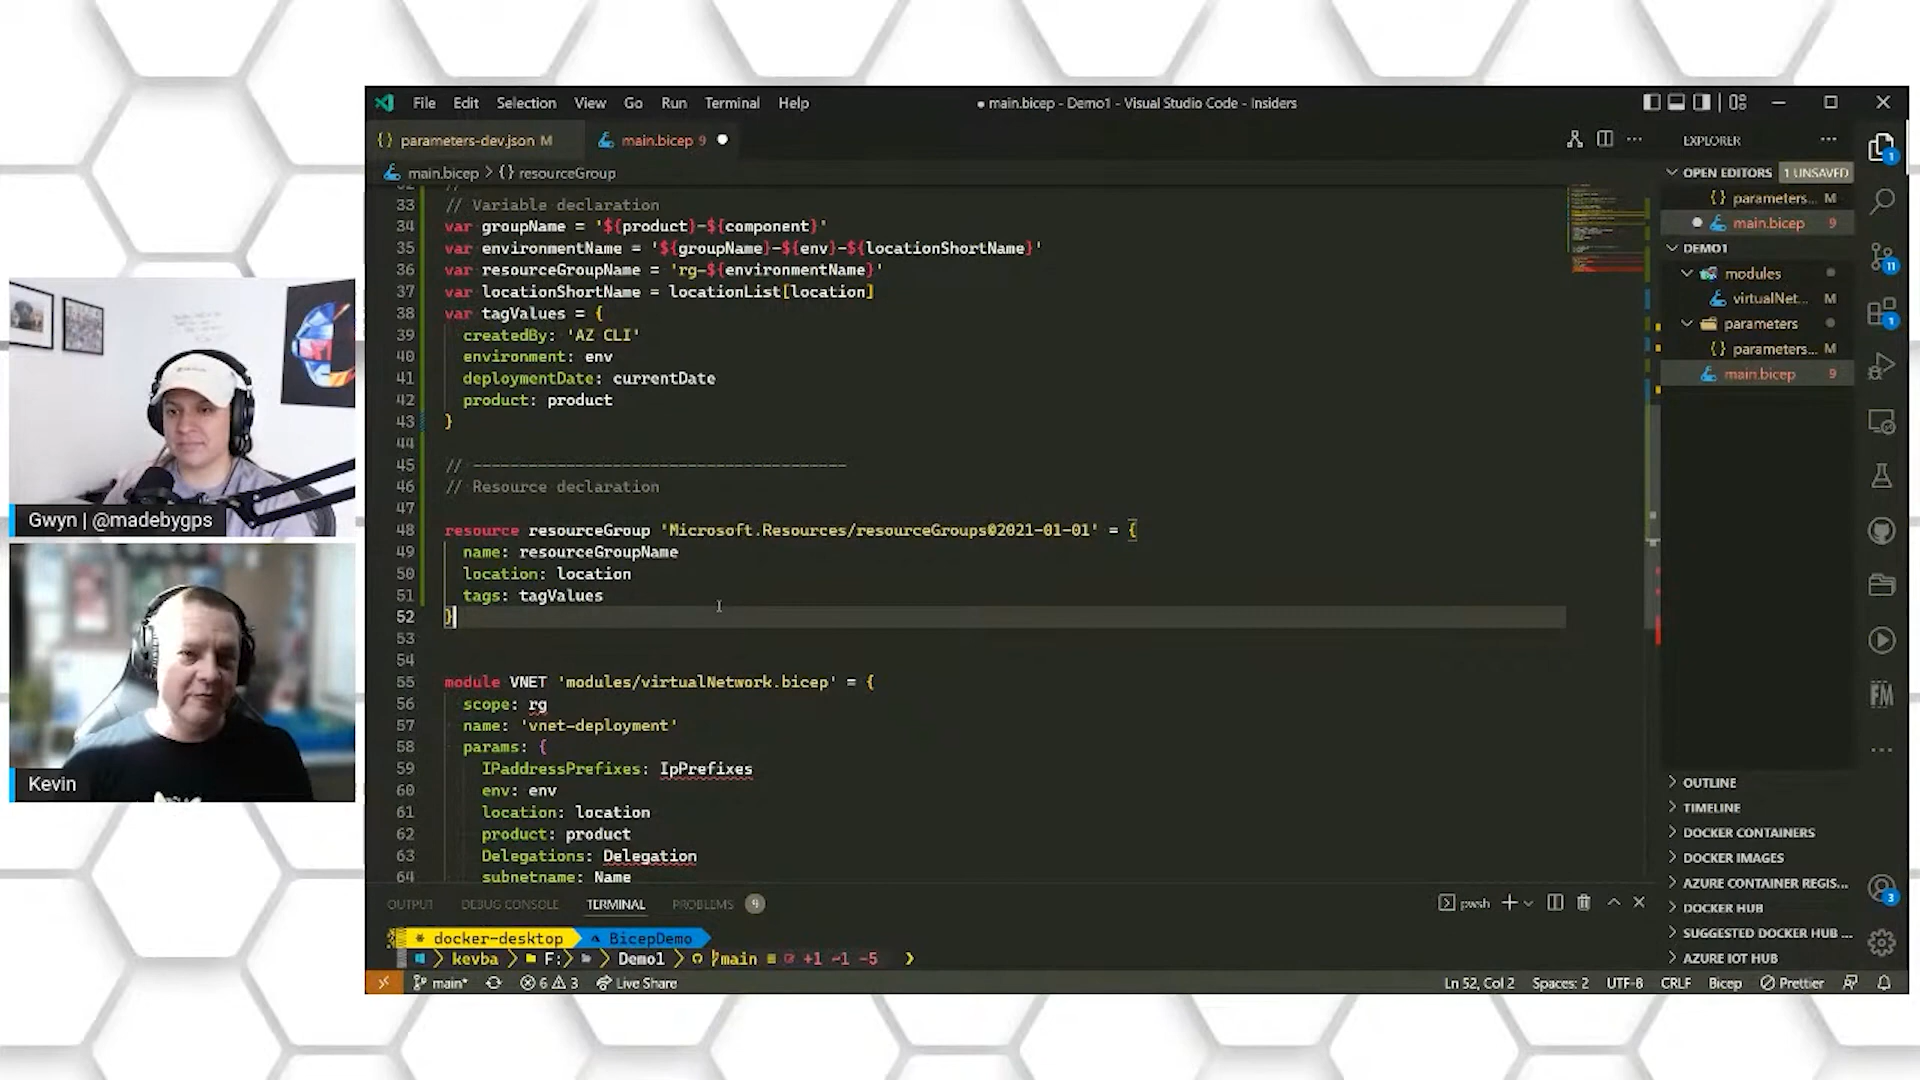 File Edit Selection View Go Run Terminal Help
● main.bicep - Demo1 - Visual Studio Code - Insiders
{} parameters-dev.json M
main.bicep 9 ●
main.bicep > {} resourceGroup
33 // Variable declaration
34 var groupName = '${product}-${component}'
35 var environmentName = '${groupName}-${env}-${locationShortName}'
36 var resourceGroupName = 'rg-${environmentName}'
37 var locationShortName = locationList[location]
38 var tagValues = {
39 createdBy: 'AZ CLI'
40 environment: env
41 deploymentDate: currentDate
42 product: product
43 }
44
45 // ----------------------------------------
46 // Resource declaration
47
48 resource resourceGroup 'Microsoft.Resources/resourceGroups@2021-01-01' = {
49 name: resourceGroupName
50 location: location
51 tags: tagValues
52 }
53
54
55 module VNET 'modules/virtualNetwork.bicep' = {
56 scope: rg
57 name: 'vnet-deployment'
58 params: {
59 IPaddressPrefixes: IpPrefixes
60 env: env
61 location: location
62 product: product
63 Delegations: Delegation
64 subnetname: Name
OUTPUT DEBUG CONSOLE TERMINAL PROBLEMS 9
pwsh
docker-desktop BicepDemo
kevba > F: > Demo1 > main +1 ~1 -5 >
main* 6 3 Live Share
Ln 52, Col 2 Spaces: 2 UTF-8 CRLF Bicep Prettier
EXPLORER
OPEN EDITORS 1 UNSAVED
{} parameters... M
● main.bicep 9
DEMO1
modules
virtualNet... M
parameters
{} parameters... M
main.bicep 9
OUTLINE
TIMELINE
DOCKER CONTAINERS
DOCKER IMAGES
AZURE CONTAINER REGIS...
DOCKER HUB
SUGGESTED DOCKER HUB ...
AZURE IOT HUB
1
11
1
FM
3
Gwyn | @madebygps
Kevin